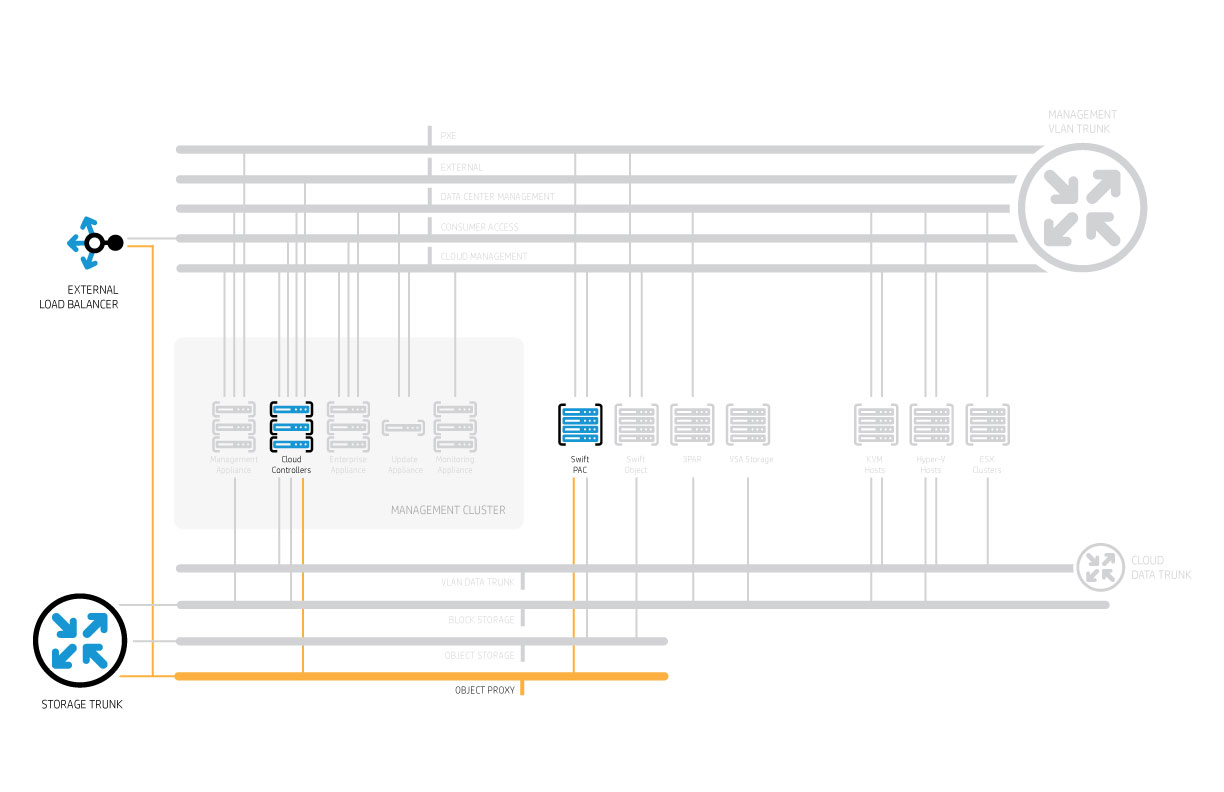 MANAGEMENT
VLAN TRUNK
PXE
EXTERNAL
DATA CENTER MANAGEMENT
CONSUMER ACCESS
CLOUD MANAGEMENT
EXTERNAL
LOAD BALANCER
Management
Appliance
Cloud
Controllers
Enterprise
Appliance
Update
Appliance
Monitoring
Appliance
Swift
PAC
Swift
Object
3PAR
VSA Storage
KVM
Hosts
Hyper-V
Hosts
ESX
Clusters
MANAGEMENT CLUSTER
CLOUD
DATA TRUNK
VLAN DATA TRUNK
BLOCK STORAGE
OBJECT STORAGE
OBJECT PROXY
STORAGE TRUNK